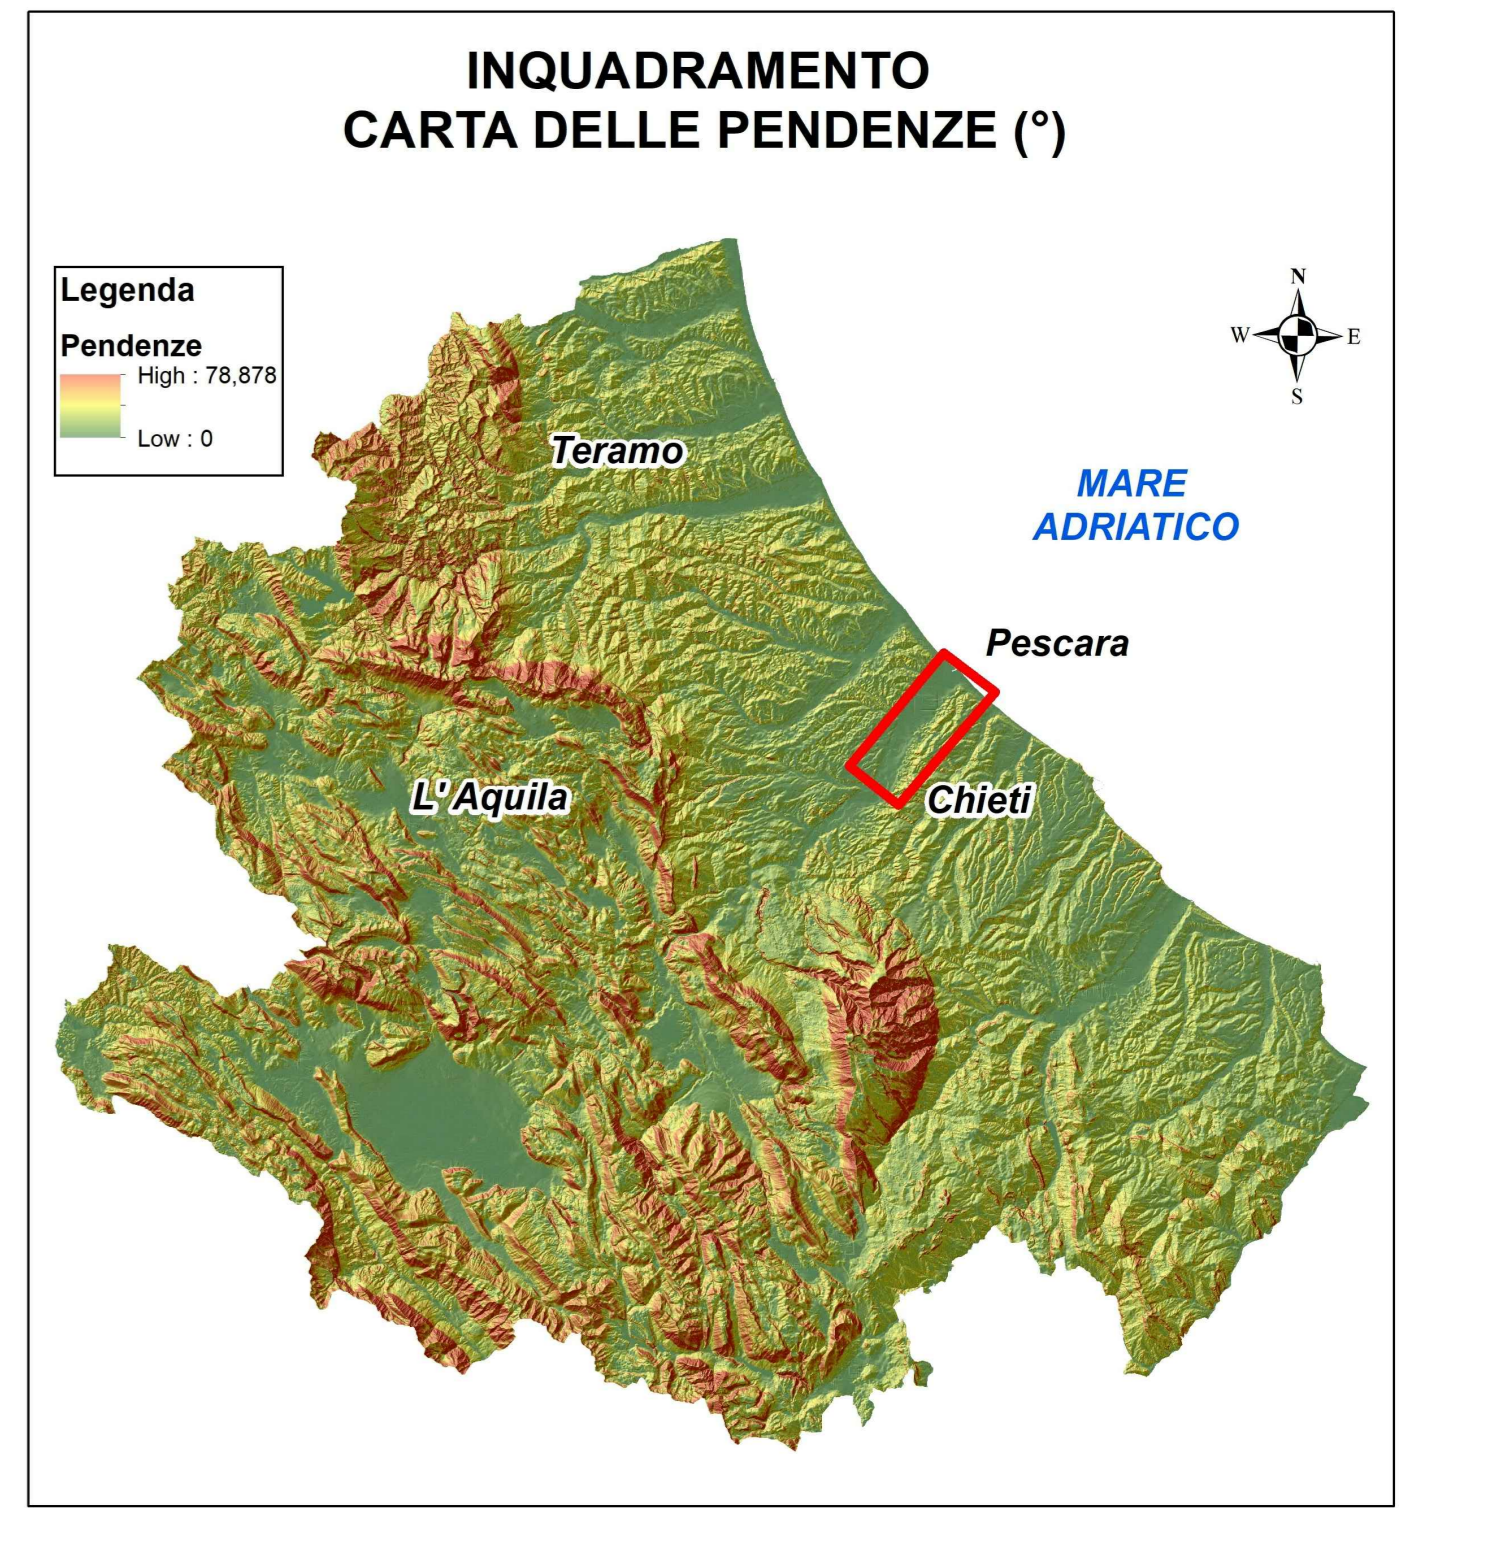 INQUADRAMENTO
CARTA DELLE PENDENZE (°)
Legenda
Pendenze
High : 78,878
Low : 0
N
W
E
S
Teramo
MARE
ADRIATICO
Pescara
L' Aquila
Chieti